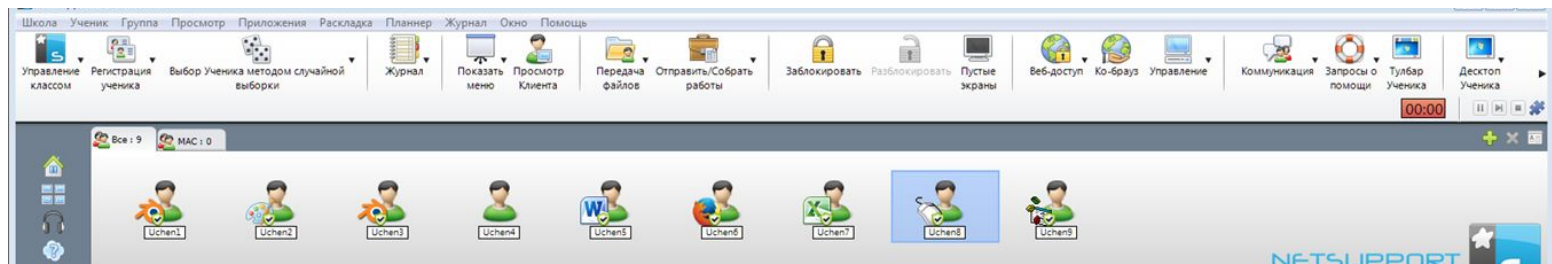 Школа Ученик Группа Просмотр Приложения Раскладка Планнер Журнал Окно Помощь
Управление классом
Регистрация ученика
Выбор Ученика методом случайной выборки
Журнал
Показать меню
Просмотр Клиента
Передача файлов
Отправить/Собрать работы
Заблокировать
Разблокировать
Пустые экраны
Веб-доступ
Ко-брауз
Управление
Коммуникация
Запросы о помощи
Тулбар Ученика
Десктоп Ученика
00:00
Все : 9 MAC : 0
Uchen1 Uchen2 Uchen3 Uchen4 Uchen5 Uchen6 Uchen7 Uchen8 Uchen9
NETSUPPORT